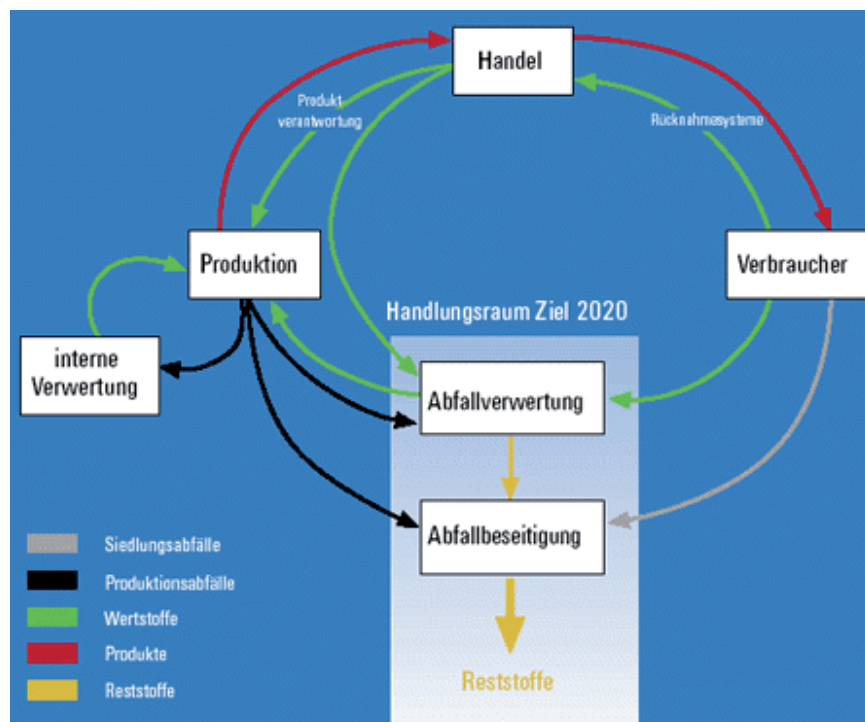 Handel
Produkt
verantwortung
Rücknahmesysteme
Produktion
Verbraucher
Handlungsraum Ziel 2020
interne
Verwertung
Abfallverwertung
Abfallbeseitigung
Siedlungsabfälle
Produktionsabfälle
Wertstoffe
Produkte
Reststoffe
Reststoffe